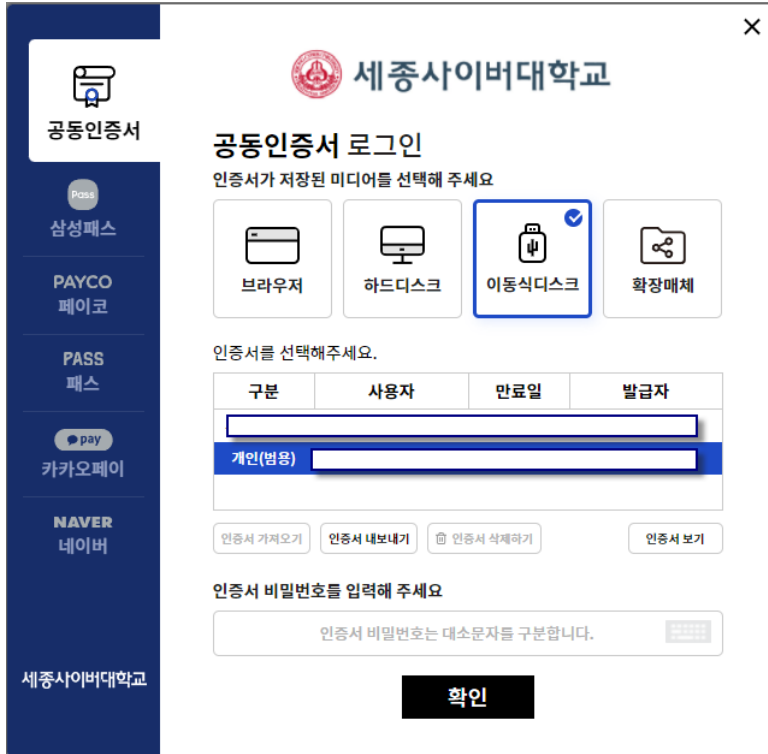 세종사이버대학교
공동인증서
Pass
삼성패스
PAYCO
페이코
PASS
패스
pay
카카오페이
NAVER
네이버
세종사이버대학교
공동인증서 로그인
인증서가 저장된 미디어를 선택해 주세요
브라우저
하드디스크
이동식디스크
확장매체
인증서를 선택해주세요.
구분 사용자 만료일 발급자
개인(범용)
인증서 가져오기 인증서 내보내기 인증서 삭제하기 인증서 보기
인증서 비밀번호를 입력해 주세요
인증서 비밀번호는 대소문자를 구분합니다.
확인